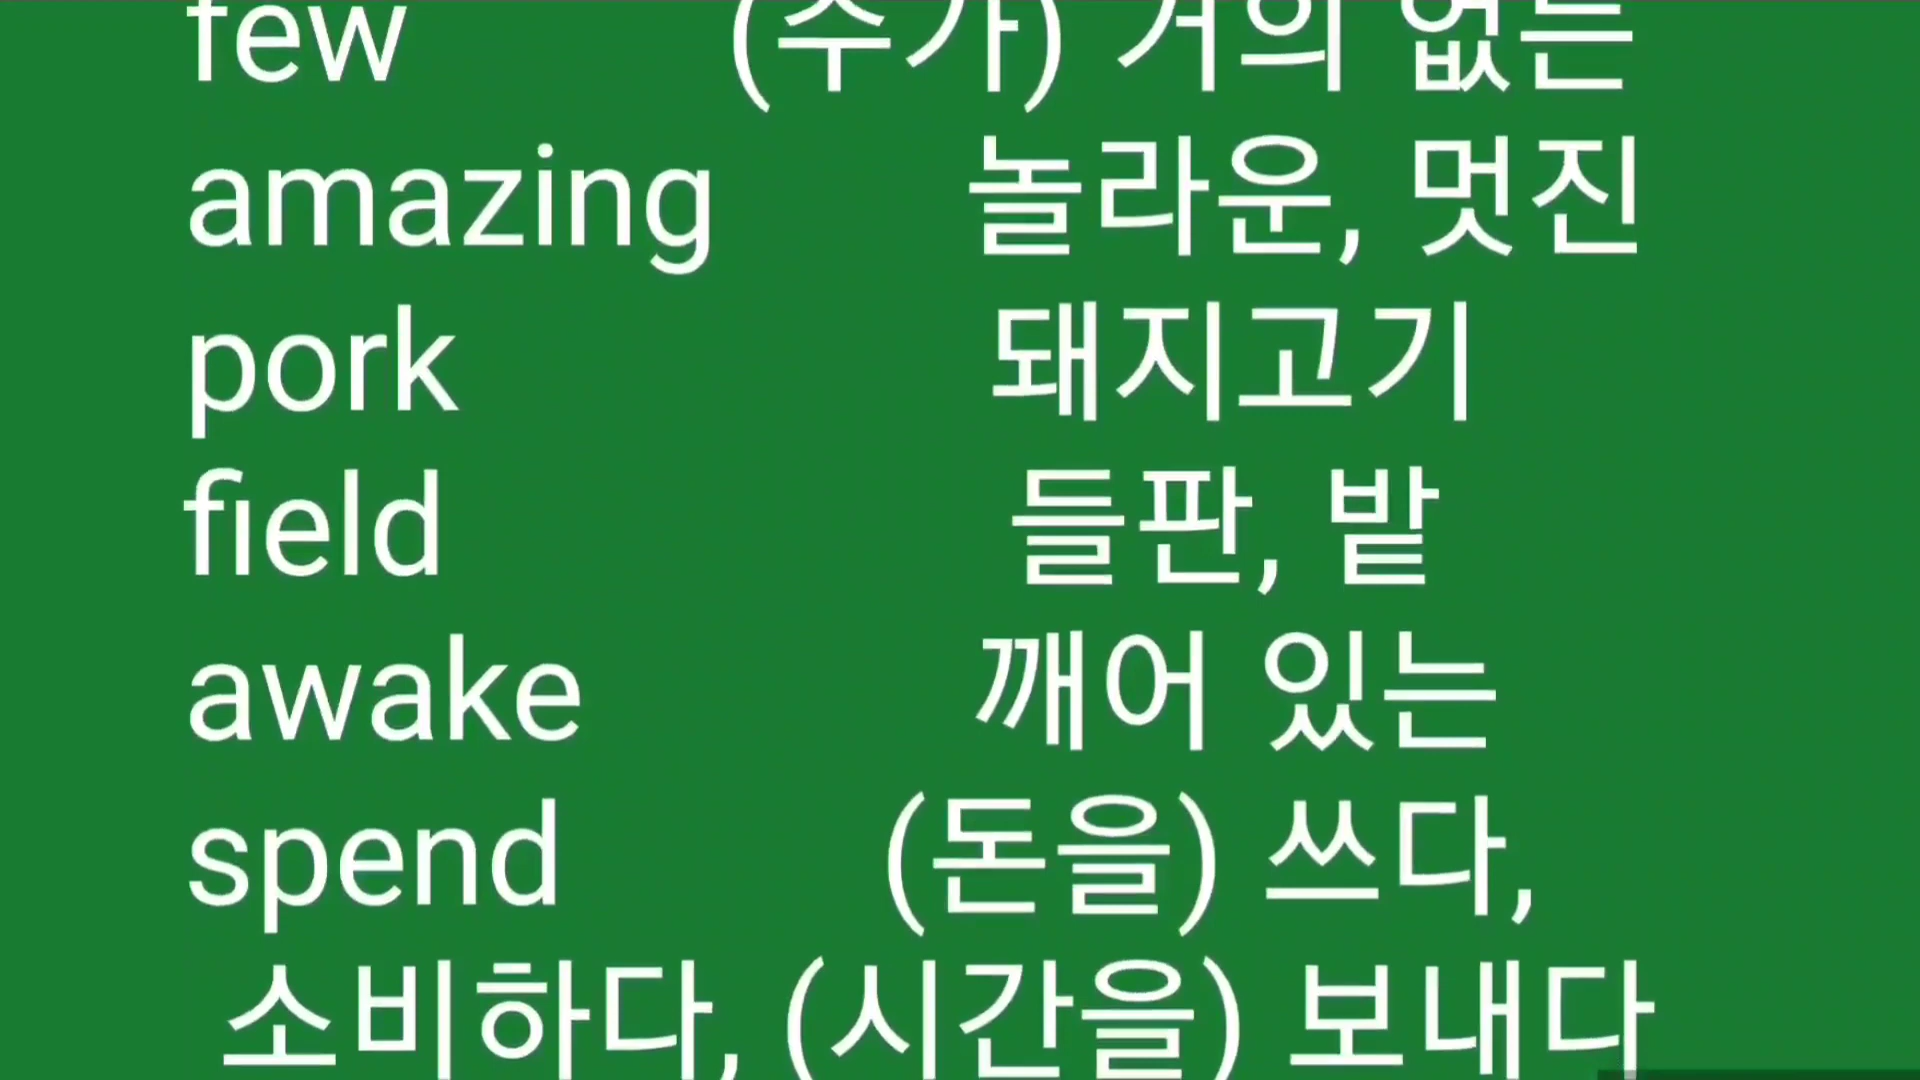 few (수가) 거의 없는
amazing 놀라운, 멋진
pork 돼지고기
field 들판, 밭
awake 깨어 있는
spend (돈을) 쓰다,
소비하다, (시간을) 보내다